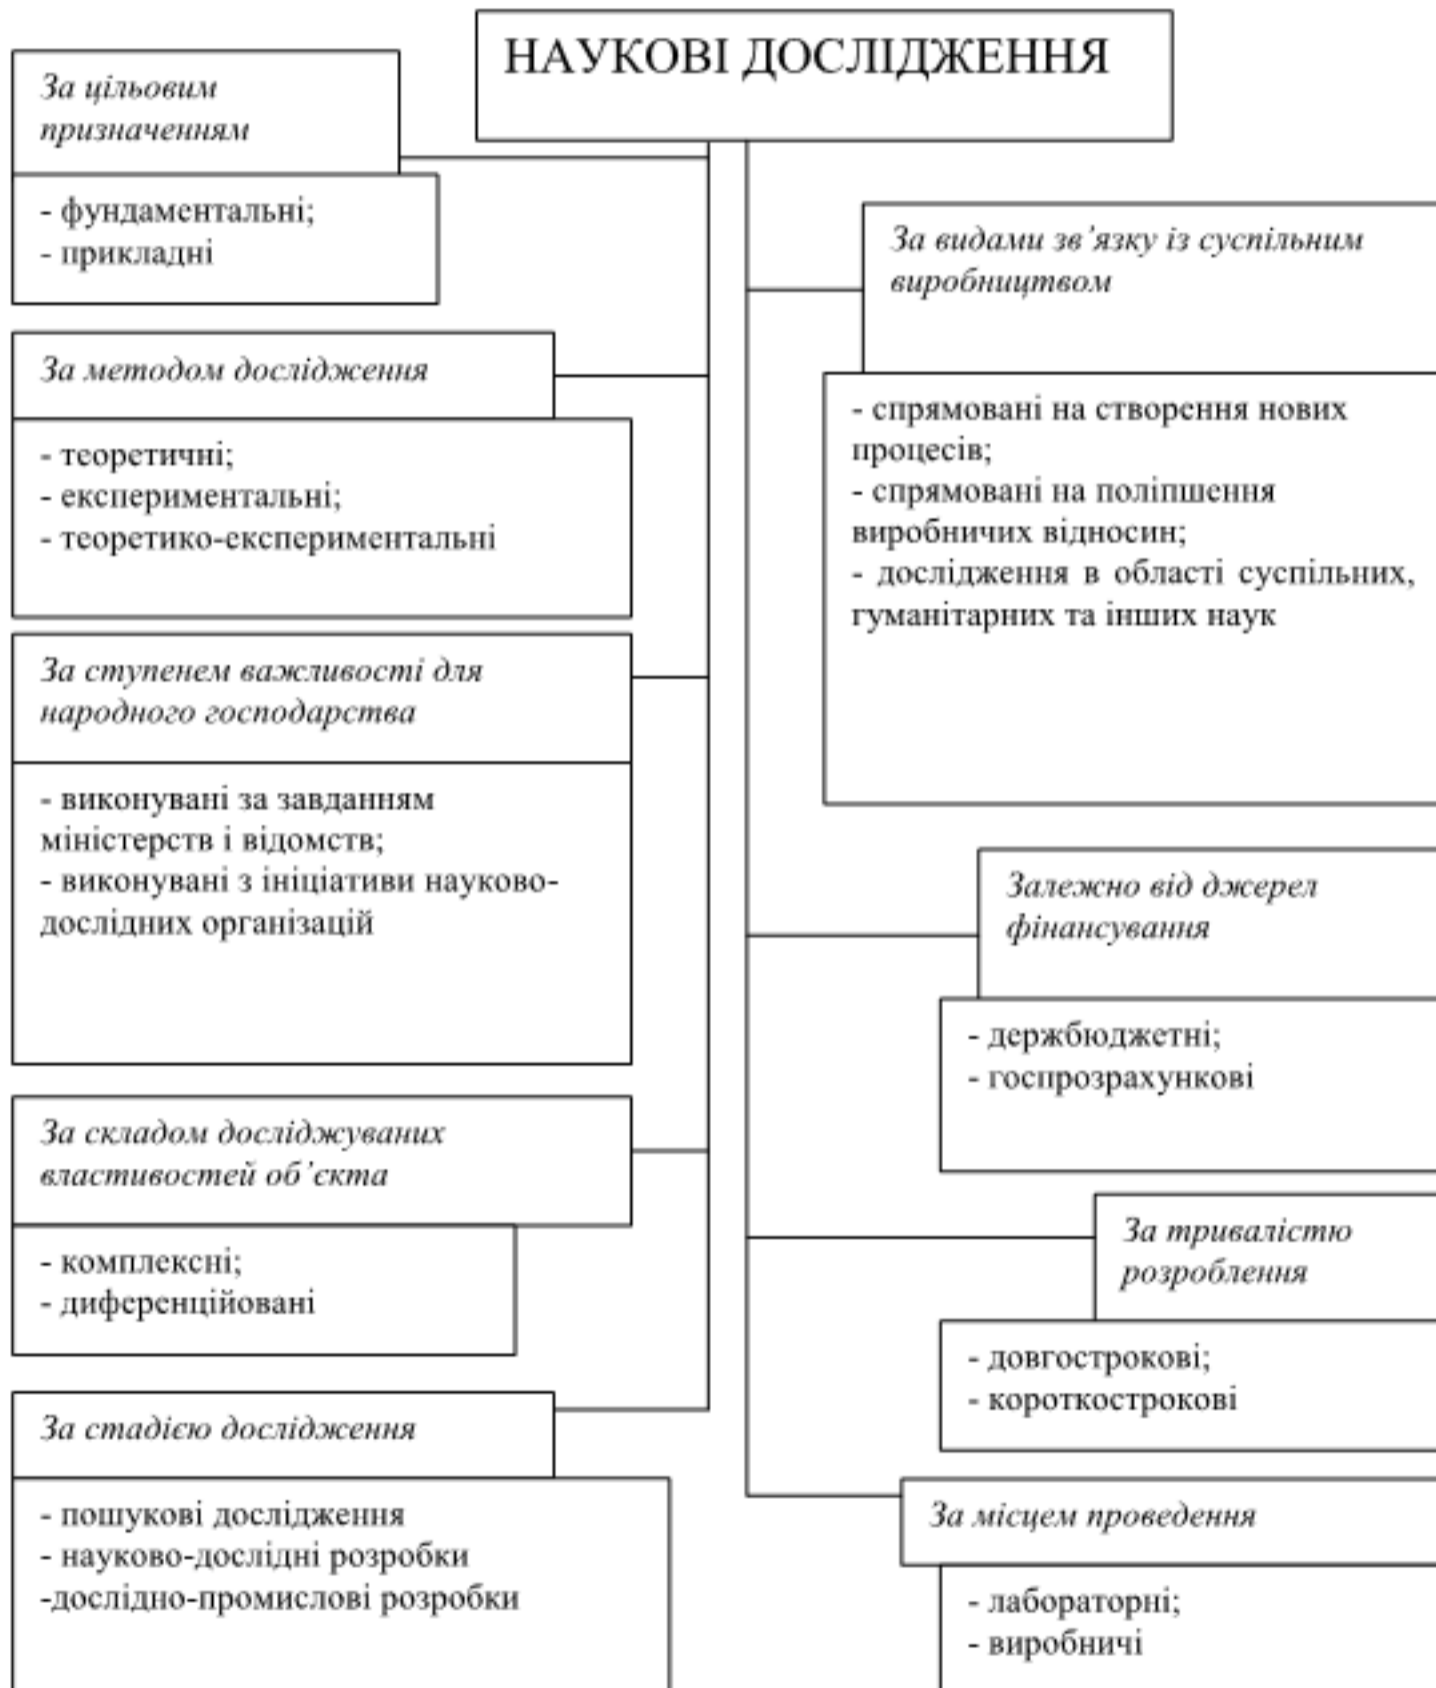 НАУКОВІ ДОСЛІДЖЕННЯ
За цільовим
призначенням
- фундаментальні;
- прикладні
За методом дослідження
- теоретичні;
- експериментальні;
- теоретико-експериментальні
За ступенем важливості для
народного господарства
- виконувані за завданням
міністерств і відомств;
- виконувані з ініціативи науково-
дослідних організацій
За складом досліджуваних
властивостей об’єкта
- комплексні;
- диференційовані
За стадією дослідження
- пошукові дослідження
- науково-дослідні розробки
-дослідно-промислові розробки
За видами зв’язку із суспільним
виробництвом
- спрямовані на створення нових
процесів;
- спрямовані на поліпшення
виробничих відносин;
- дослідження в області суспільних,
гуманітарних та інших наук
Залежно від джерел
фінансування
- держбюджетні;
- госпрозрахункові
За тривалістю
розроблення
- довгострокові;
- короткострокові
За місцем проведення
- лабораторні;
- виробничі